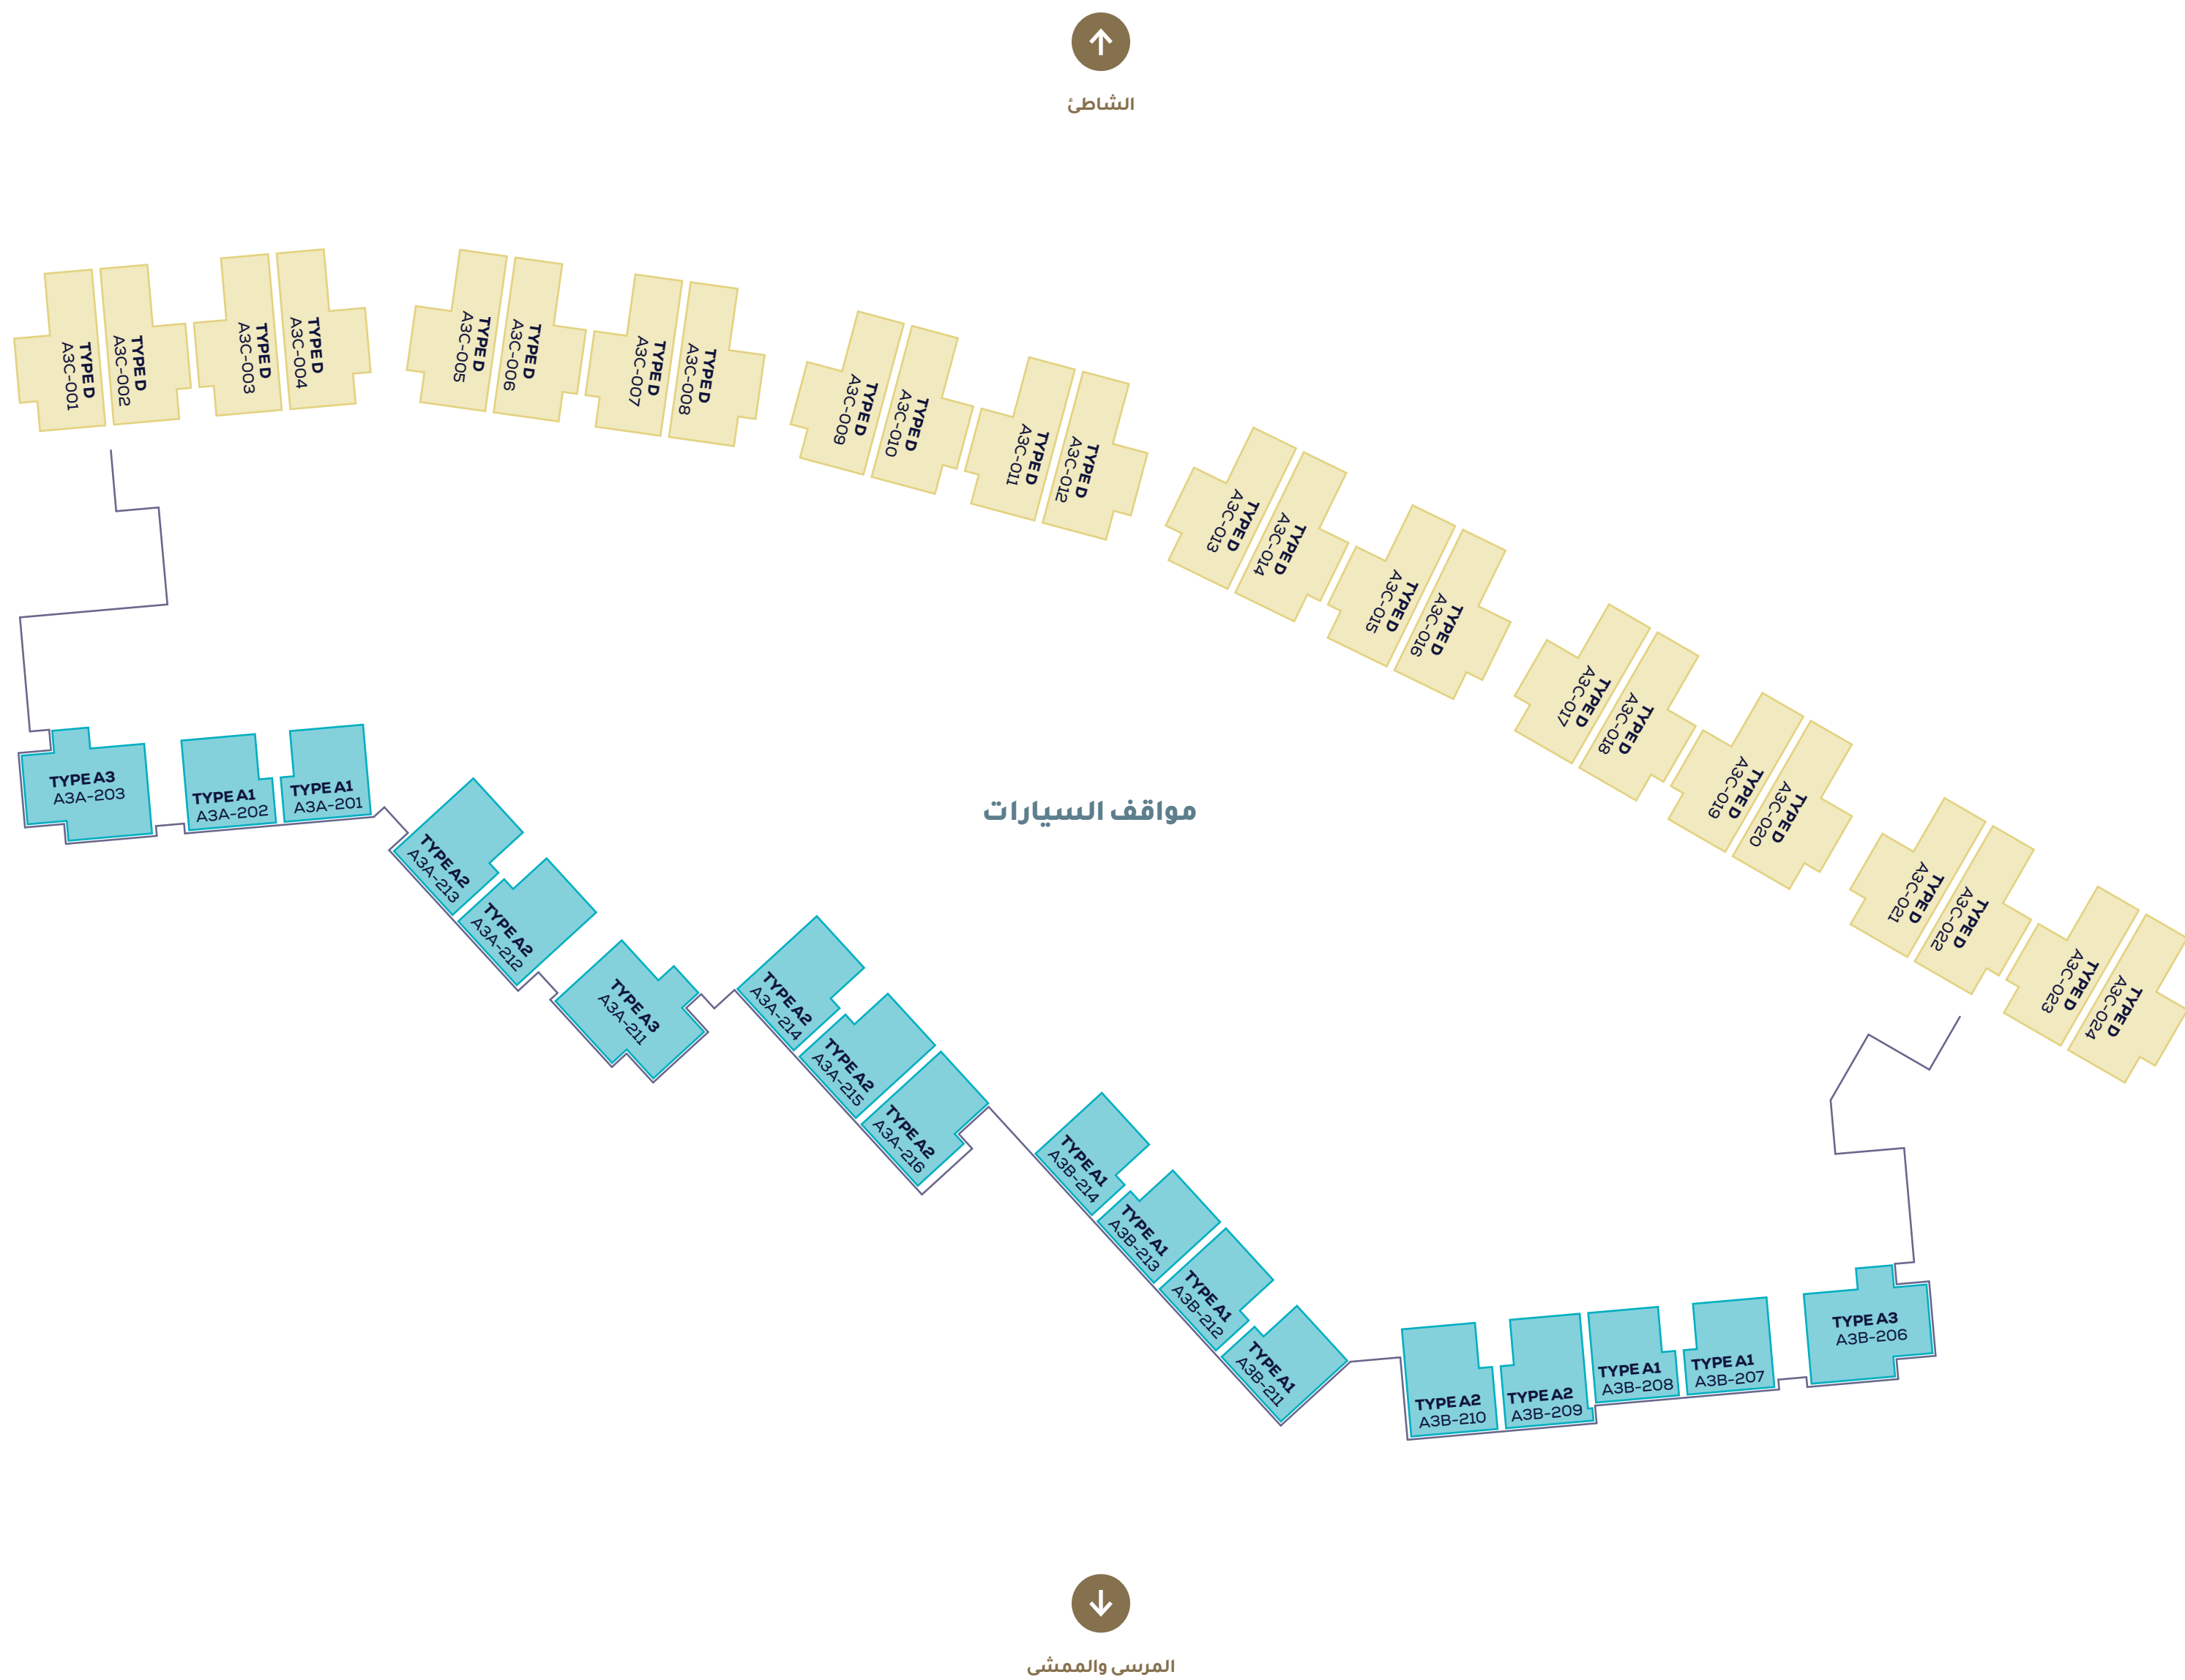 الشاطئ
TYPE D
A3C-001
TYPE D
A3C-002
TYPE D
A3C-003
TYPE D
A3C-004
TYPE D
A3C-005
TYPE D
A3C-006
TYPE D
A3C-007
TYPE D
A3C-008
TYPE D
A3C-009
TYPE D
A3C-010
TYPE D
A3C-011
TYPE D
A3C-012
TYPE D
A3C-013
TYPE D
A3C-014
TYPE D
A3C-015
TYPE D
A3C-016
TYPE D
A3C-017
TYPE D
A3C-018
TYPE D
A3C-019
TYPE D
A3C-020
TYPE D
A3C-021
TYPE D
A3C-022
TYPE D
A3C-023
TYPE D
A3C-024
مواقف السيارات
TYPE A3
A3A-203
TYPE A1
A3A-202
TYPE A1
A3A-201
TYPE A2
A3A-213
TYPE A2
A3A-212
TYPE A3
A3A-211
TYPE A2
A3A-214
TYPE A2
A3A-215
TYPE A2
A3A-216
TYPE A1
A3B-214
TYPE A1
A3B-213
TYPE A1
A3B-212
TYPE A1
A3B-211
TYPE A2
A3B-210
TYPE A2
A3B-209
TYPE A1
A3B-208
TYPE A1
A3B-207
TYPE A3
A3B-206
المرسى والممشى